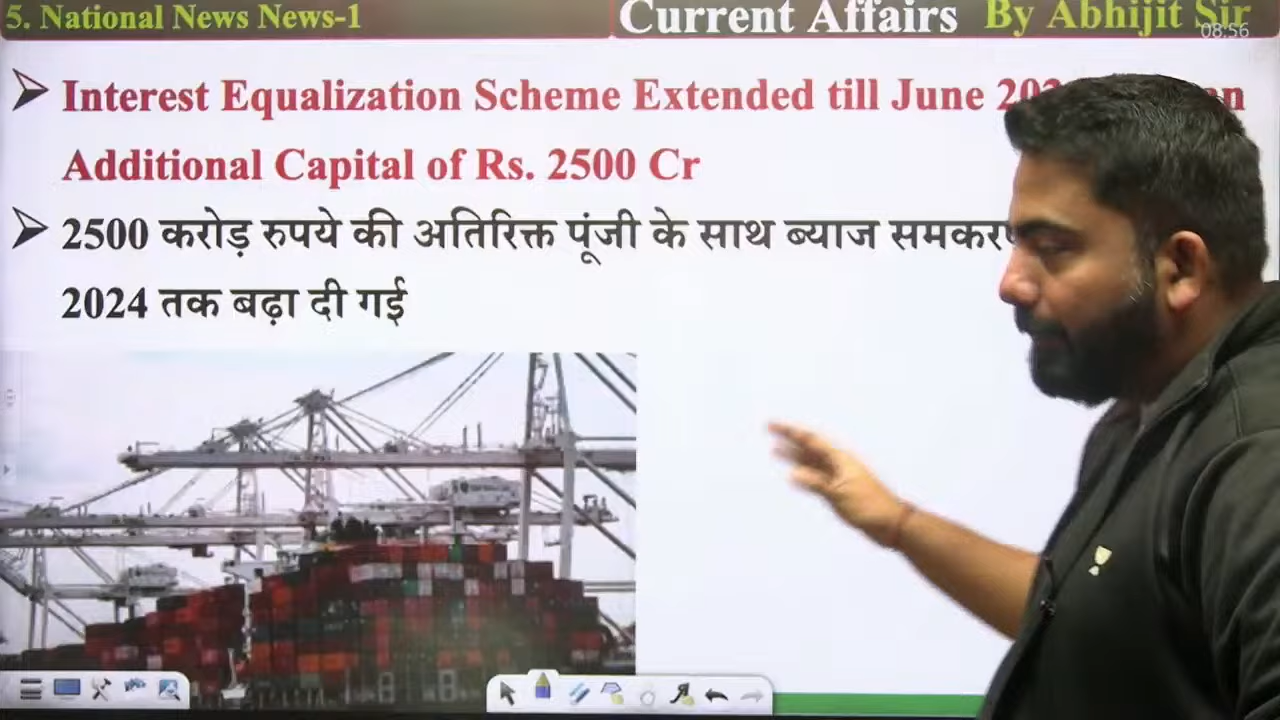 5. National News News-1
Current Affairs By Abhijit Sir
08:56
Interest Equalization Scheme Extended till June
Additional Capital of Rs. 2500 Cr
2500 करोड़ रुपये की अतिरिक्त पूंजी के साथ ब्याज
2024 तक बढ़ा दी गई